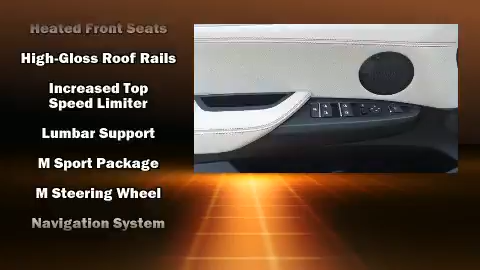 Heated Front Seats
High-Gloss Roof Rails
Increased Top
Speed Limiter
Lumbar Support
M Sport Package
M Steering Wheel
Navigation System